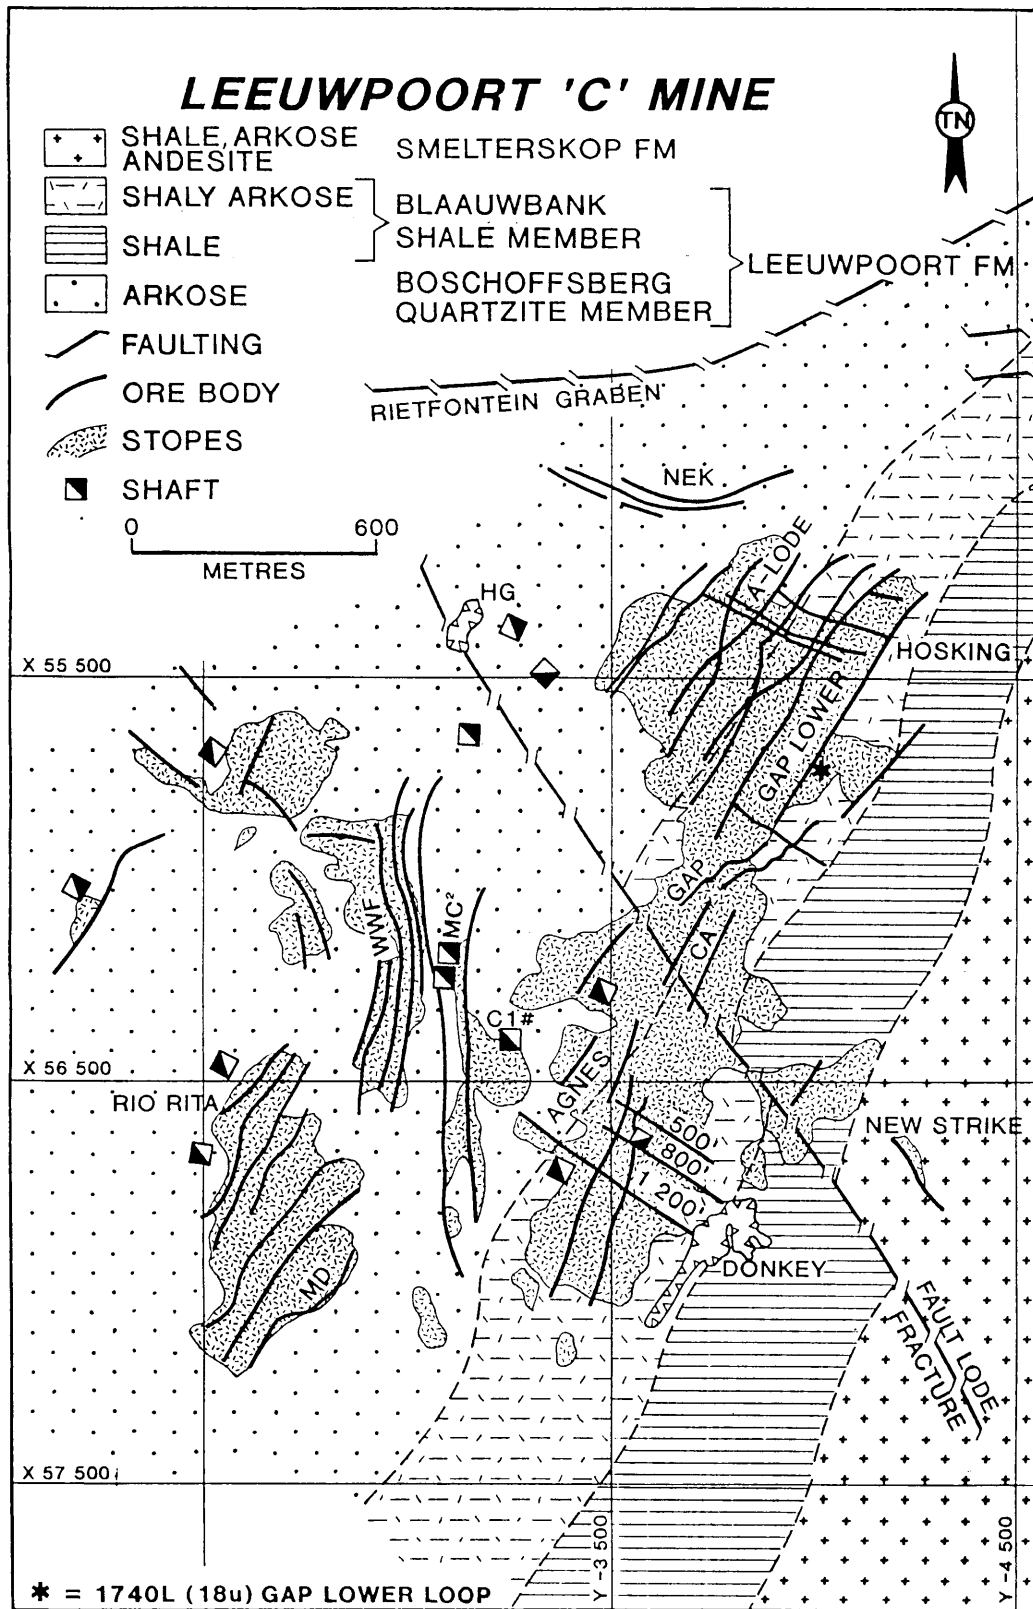 LEEUWPOORT 'C' MINE
TN
SHALE, ARKOSE
ANDESITE
SMELTERSKOP FM
SHALY ARKOSE
SHALE
BLAAUWBANK
SHALE MEMBER
ARKOSE
BOSCHOFFSBERG
QUARTZITE MEMBER
LEEUWPOORT FM
FAULTING
ORE BODY
STOPES
SHAFT
0 600
METRES
RIETFONTEIN GRABEN
NEK
A-LODE
HG
HOSKING
X 55 500
GAP LOWER
GAP
CA
WWF
MC²
C1#
X 56 500
AGNES
RIO RITA
NEW STRIKE
500'
800'
1 200'
DONKEY
MD
FAULT LODE
FRACTURE
X 57 500
Y -3 500
Y -4 500
* = 1740L (18u) GAP LOWER LOOP